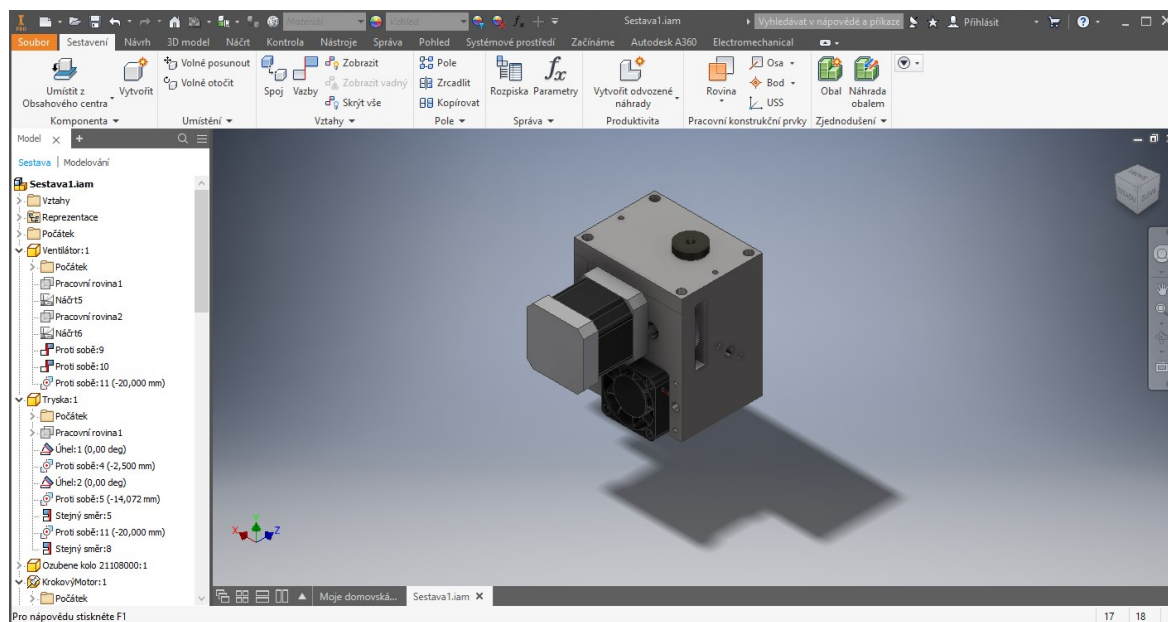 PRO
Materiál
Vzhled
Sestava1.iam
Vyhledávat v nápovědě a příkaze
Přihlásit
Soubor Sestavení Návrh 3D model Náčrt Kontrola Nástroje Správa Pohled Systémové prostředí Začínáme Autodesk A360 Electromechanical
Umístit z
Obsahového centra
Vytvořit
Komponenta
Volně posunout
Volně otočit
Umístění
Spoj
Vazby
Zobrazit
Zobrazit vadný
Skrýt vše
Vztahy
Pole
Zrcadlit
Kopírovat
Pole
Rozpiska
Parametry
Správa
Vytvořit odvozené
náhrady
Produktivita
Rovina
Osa
Bod
USS
Pracovní konstrukční prvky
Obal
Náhrada
obalem
Zjednodušení
Model
Sestava | Modelování
Sestava1.iam
Vztahy
Reprezentace
Počátek
Ventilátor:1
Počátek
Pracovní rovina1
Náčrt5
Pracovní rovina2
Náčrt6
Proti sobě:9
Proti sobě:10
Proti sobě:11 (-20,000 mm)
Tryska:1
Počátek
Pracovní rovina1
Úhel:1 (0,00 deg)
Proti sobě:4 (-2,500 mm)
Úhel:2 (0,00 deg)
Proti sobě:5 (-14,072 mm)
Stejný směr:5
Proti sobě:11 (-20,000 mm)
Stejný směr:8
Ozubene kolo 21108000:1
KrokovýMotor:1
Počátek
X Y Z
Moje domovská...
Sestava1.iam
Pro nápovědu stiskněte F1
17 18